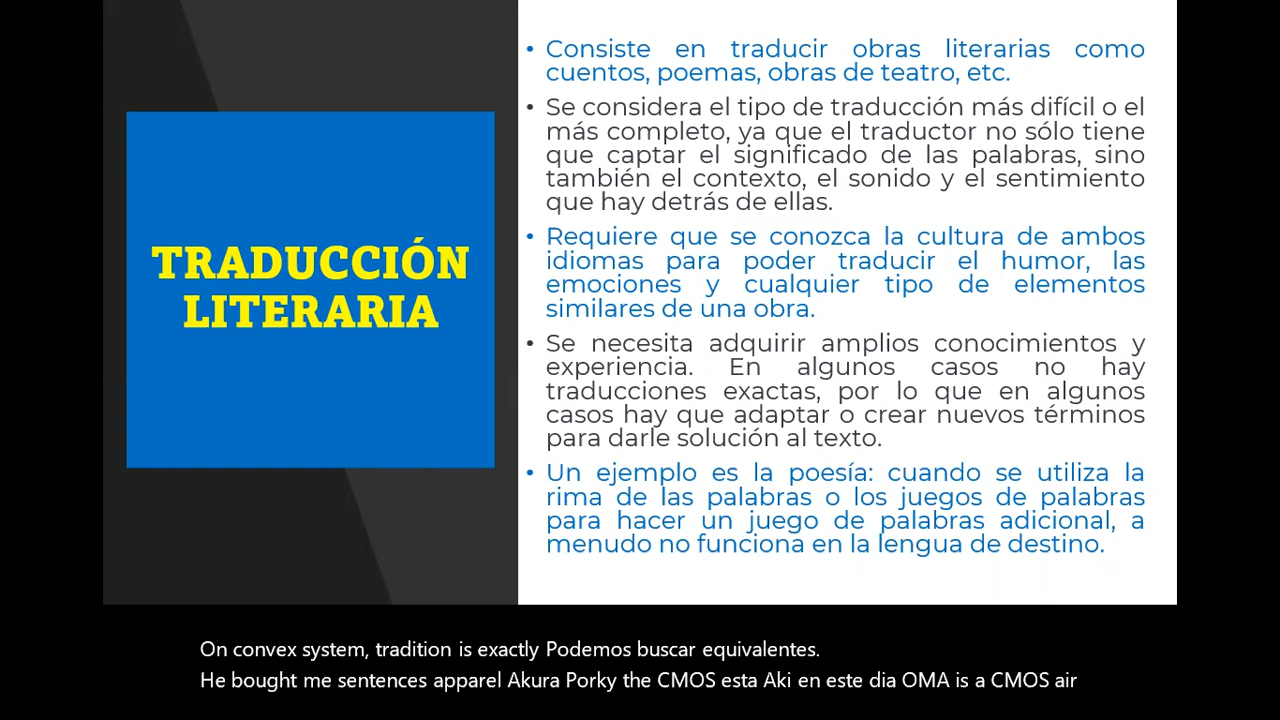 TRADUCCIÓN
LITERARIA
• Consiste en traducir obras literarias como
cuentos, poemas, obras de teatro, etc.
• Se considera el tipo de traducción más difícil o el
más completo, ya que el traductor no sólo tiene
que captar el significado de las palabras, sino
también el contexto, el sonido y el sentimiento
que hay detrás de ellas.
• Requiere que se conozca la cultura de ambos
idiomas para poder traducir el humor, las
emociones y cualquier tipo de elementos
similares de una obra.
• Se necesita adquirir amplios conocimientos y
experiencia. En algunos casos no hay
traducciones exactas, por lo que en algunos
casos hay que adaptar o crear nuevos términos
para darle solución al texto.
• Un ejemplo es la poesía: cuando se utiliza la
rima de las palabras o los juegos de palabras
para hacer un juego de palabras adicional, a
menudo no funciona en la lengua de destino.
On convex system, tradition is exactly Podemos buscar equivalentes.
He bought me sentences apparel Akura Porky the CMOS esta Aki en este dia OMA is a CMOS air